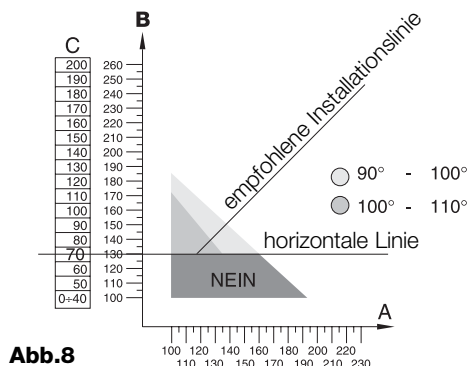 B
C
200 260
190 250
180 240
170 230
160 220
150 210
140 200
130 190
120 180
110 170
100 160
90 150
80 140
70 130
60 120
50 110
0÷40 100
empfohlene Installationslinie
90° - 100°
100° - 110°
horizontale Linie
NEIN
A
100 120 140 160 180 200 220
110 130 150 170 190 210 230
Abb.8